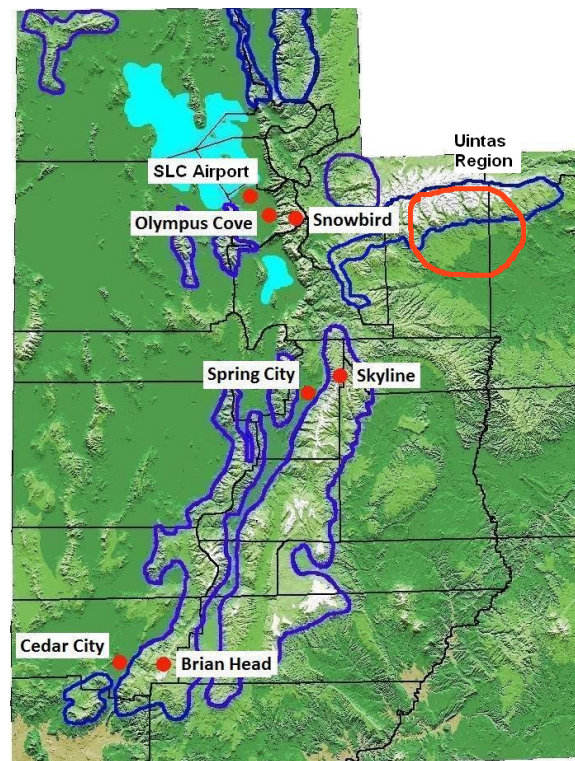 Uintas
Region
SLC Airport
Olympus Cove
Snowbird
Spring City
Skyline
Cedar City
Brian Head